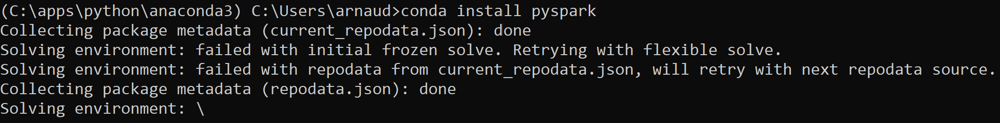 (C:\apps\python\anaconda3) C:\Users\arnaud>conda install pyspark
Collecting package metadata (current_repodata.json): done
Solving environment: failed with initial frozen solve. Retrying with flexible solve.
Solving environment: failed with repodata from current_repodata.json, will retry with next repodata source.
Collecting package metadata (repodata.json): done
Solving environment: \